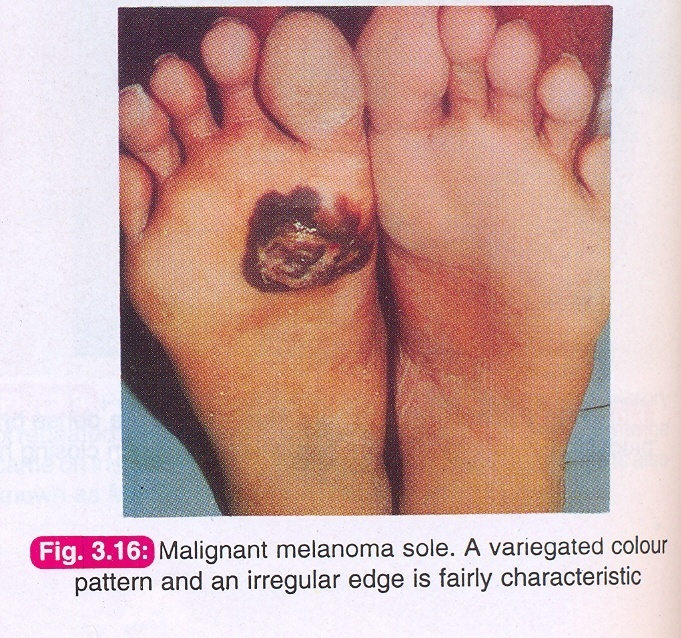 Fig. 3.16: Malignant melanoma sole. A variegated colour
pattern and an irregular edge is fairly characteristic